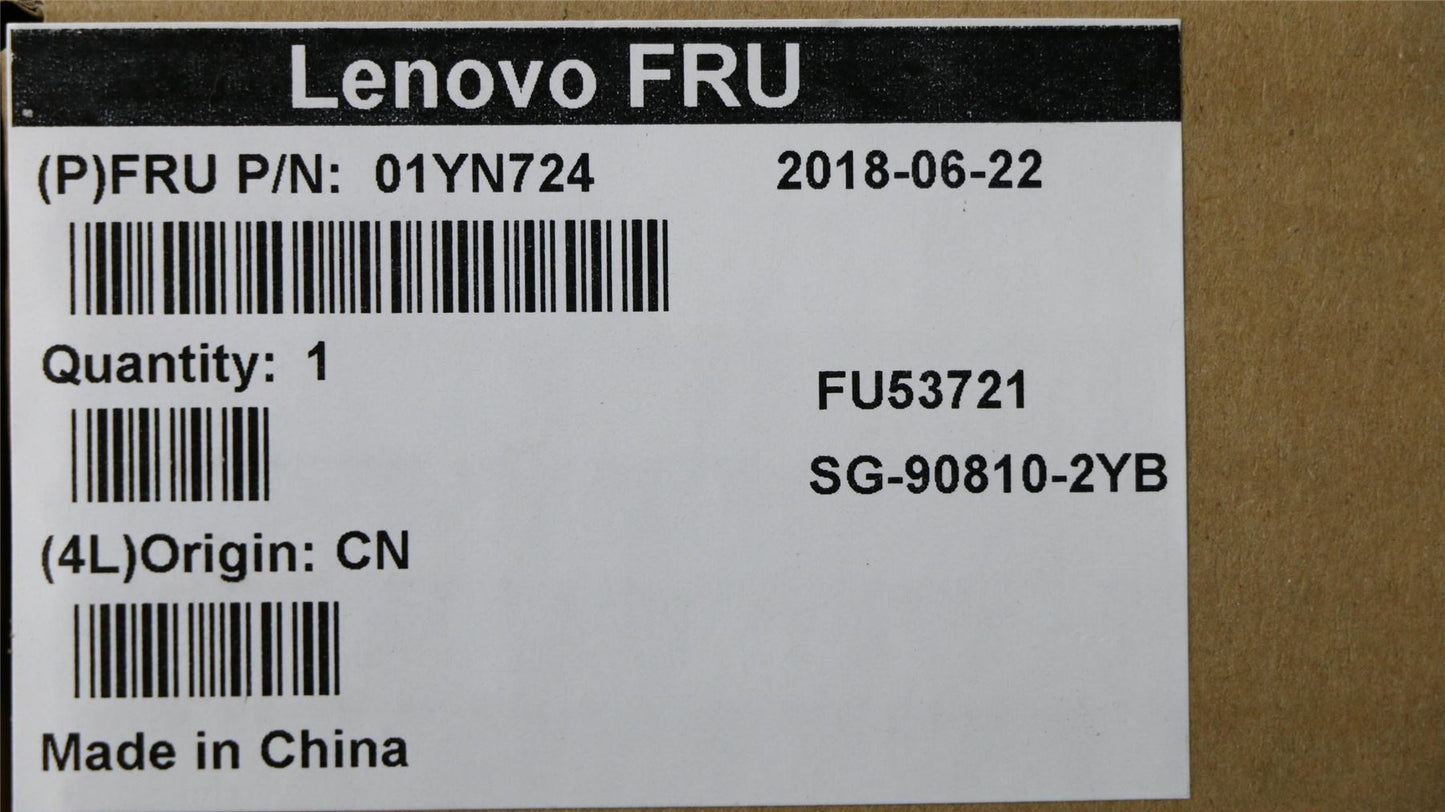 Lenovo FRU
(P)FRU P/N: 01YN724
2018-06-22
Quantity: 1
FU53721
SG-90810-2YB
(4L)Origin: CN
Made in China